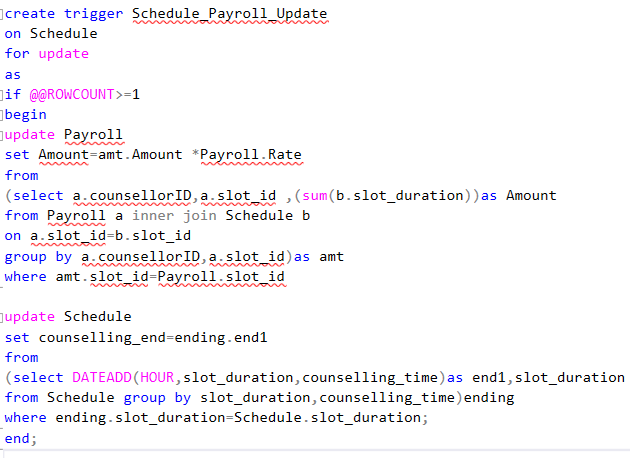 create trigger Schedule_Payroll_Update
on Schedule
for update
as
if @@ROWCOUNT>=1
begin
update Payroll
set Amount=amt.Amount *Payroll.Rate
from
(select a.counsellorID,a.slot_id ,(sum(b.slot_duration))as Amount
from Payroll a inner join Schedule b
on a.slot_id=b.slot_id
group by a.counsellorID,a.slot_id)as amt
where amt.slot_id=Payroll.slot_id
update Schedule
set counselling_end=ending.end1
from
(select DATEADD(HOUR,slot_duration,counselling_time)as end1,slot_duration
from Schedule group by slot_duration,counselling_time)ending
where ending.slot_duration=Schedule.slot_duration;
end;